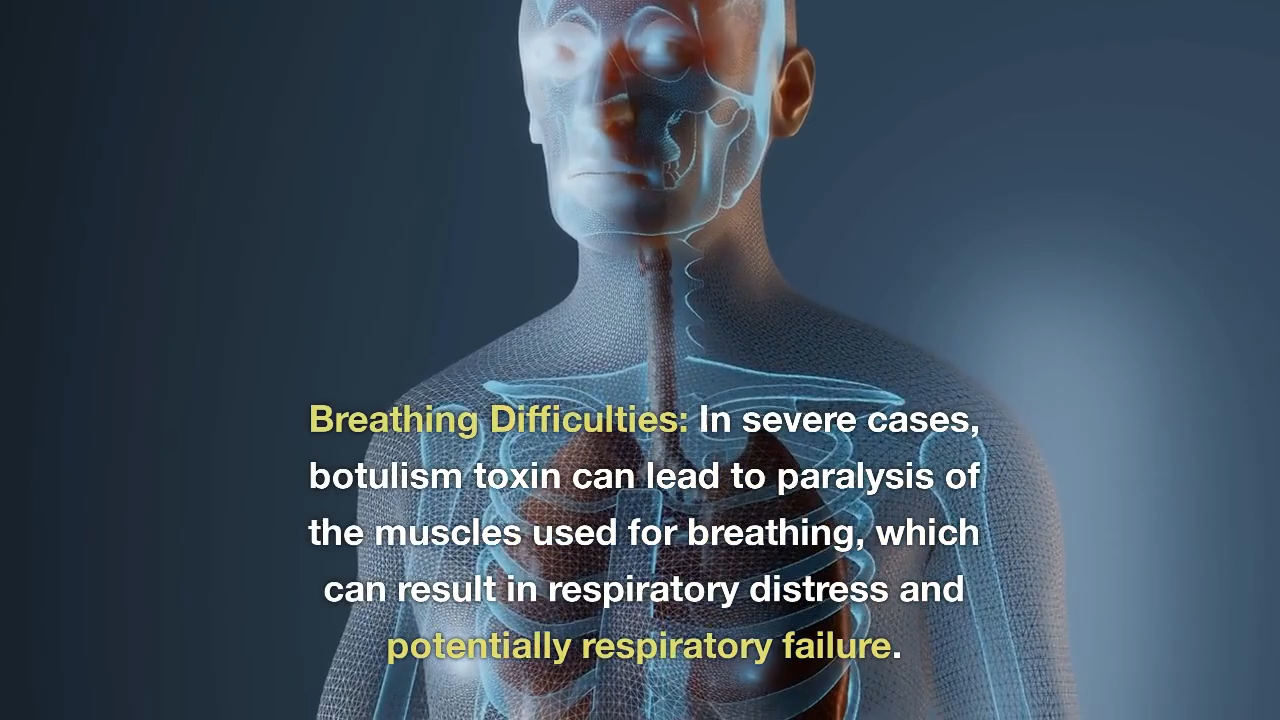 Breathing Difficulties: In severe cases,
botulism toxin can lead to paralysis of
the muscles used for breathing, which
can result in respiratory distress and
potentially respiratory failure.